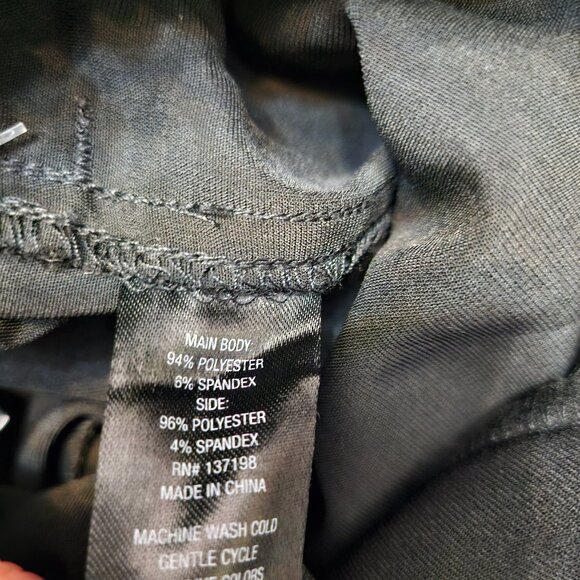 MAIN BODY:
94% POLYESTER
6% SPANDEX
SIDE:
96% POLYESTER
4% SPANDEX
RN# 137198
MADE IN CHINA
MACHINE WASH COLD
GENTLE CYCLE
COLORS